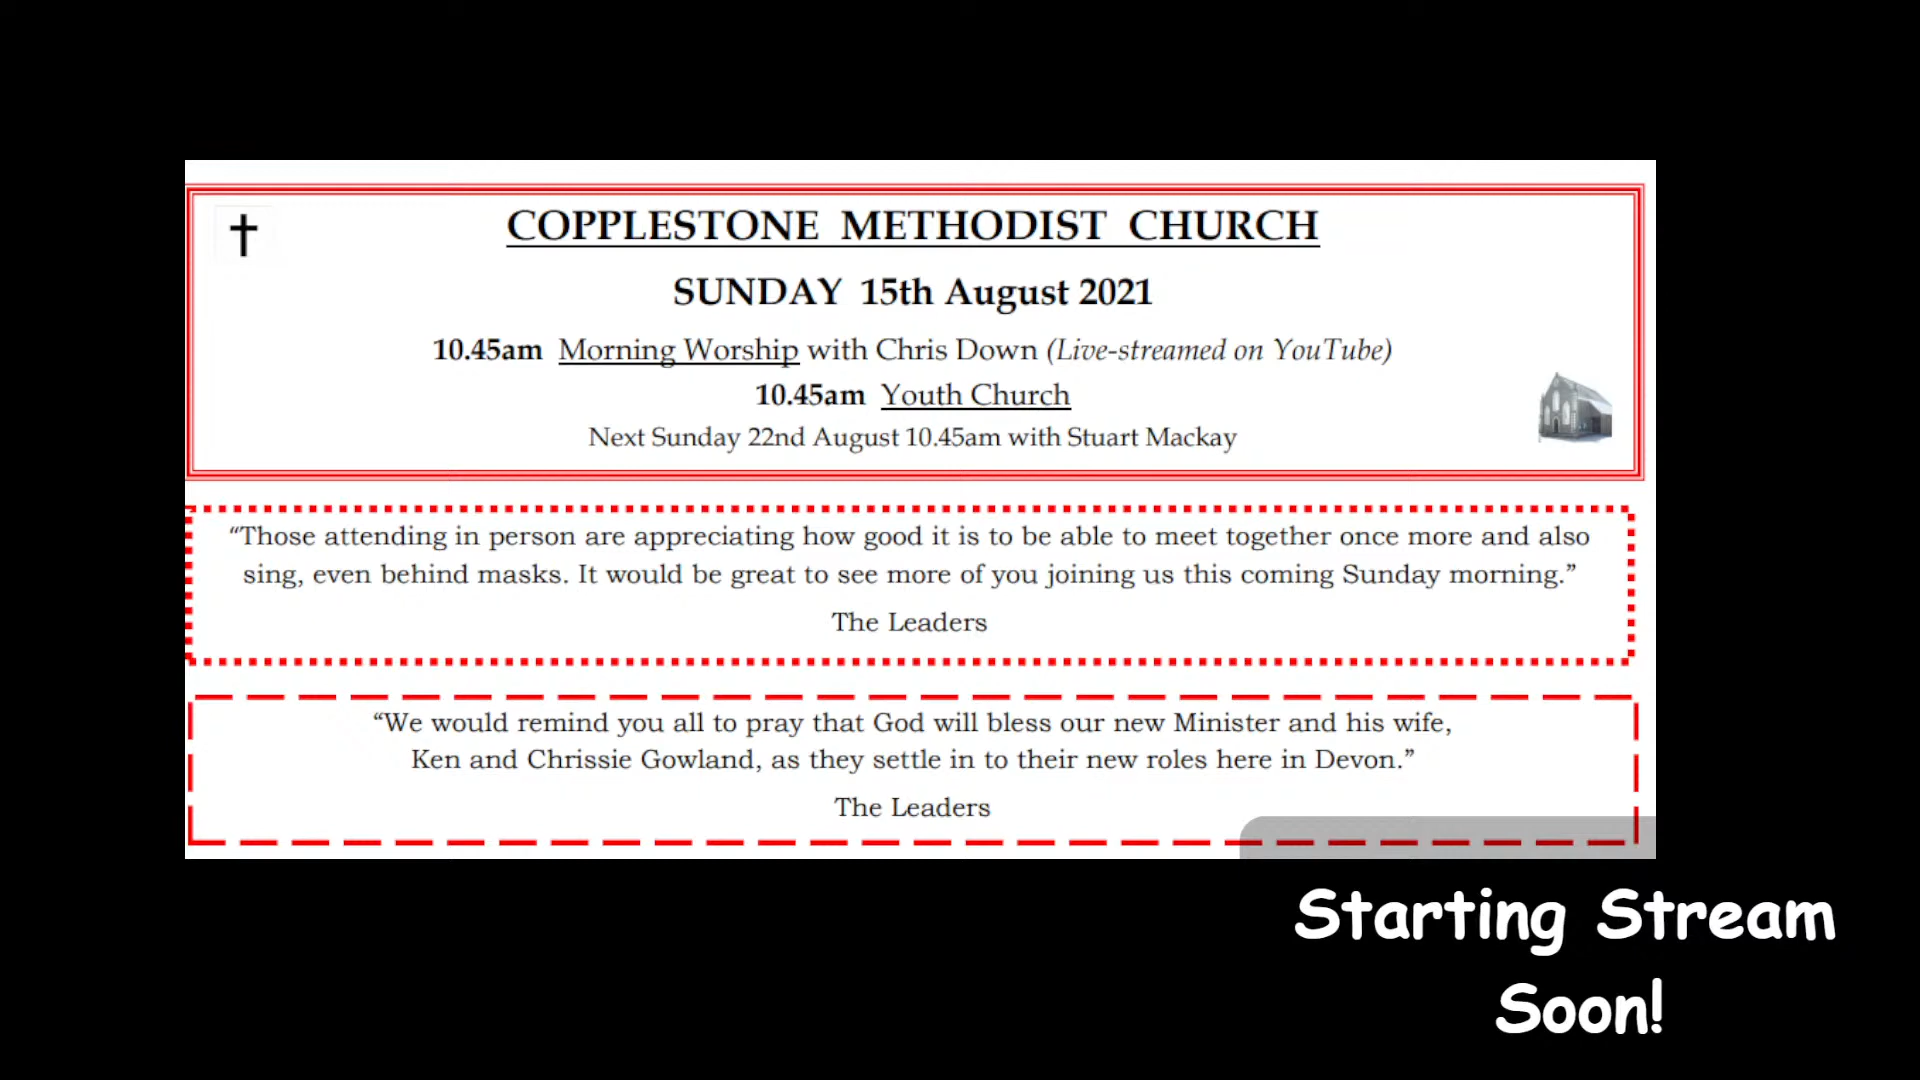 COPPLESTONE METHODIST CHURCH
SUNDAY 15th August 2021
10.45am Morning Worship with Chris Down (Live-streamed on YouTube)
10.45am Youth Church
Next Sunday 22nd August 10.45am with Stuart Mackay
“Those attending in person are appreciating how good it is to be able to meet together once more and also
sing, even behind masks. It would be great to see more of you joining us this coming Sunday morning.”
The Leaders
“We would remind you all to pray that God will bless our new Minister and his wife,
Ken and Chrissie Gowland, as they settle in to their new roles here in Devon.”
The Leaders
Starting Stream
Soon!